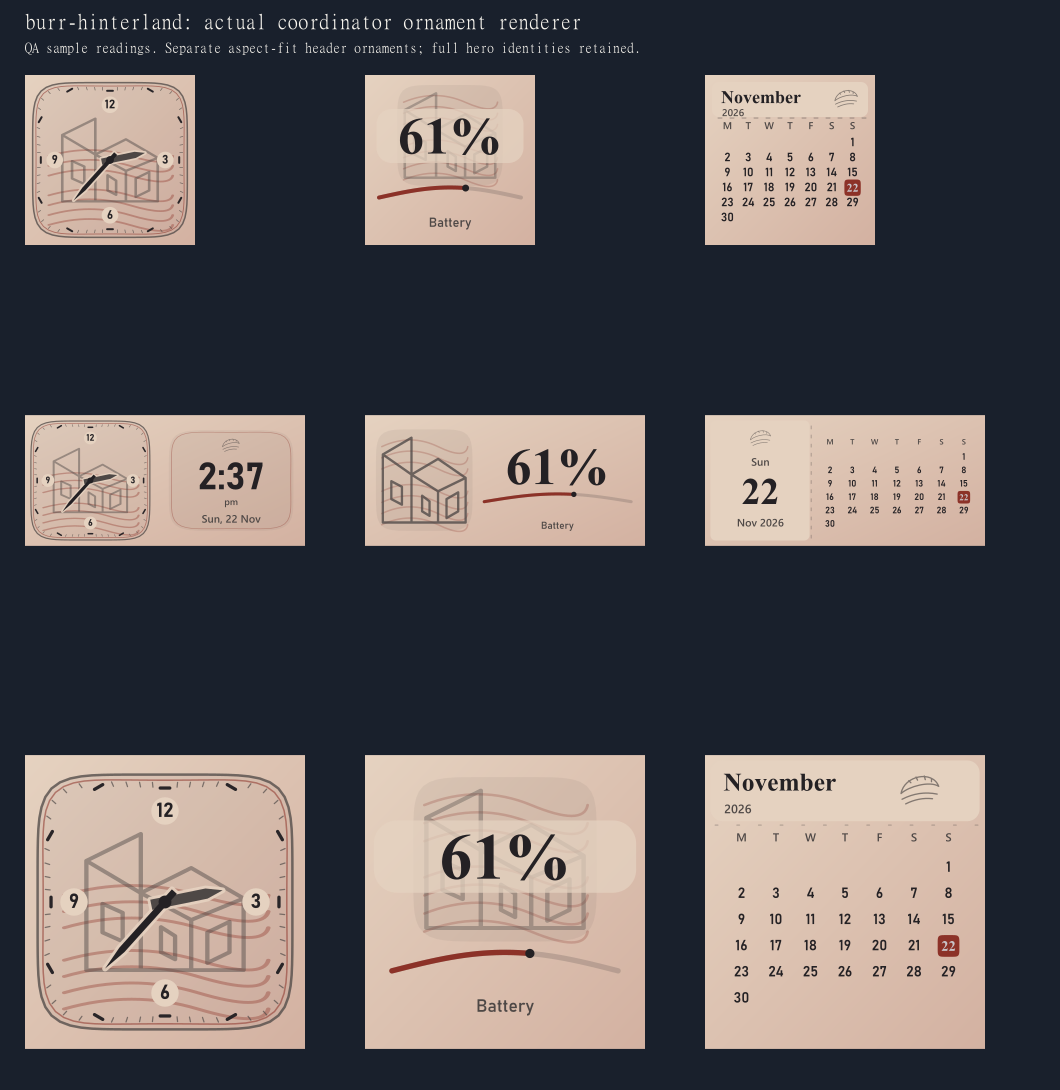 burr-hinterland: actual coordinator ornament renderer
QA sample readings. Separate aspect-fit header ornaments; full hero identities retained.
12
9 3
6
61%
Battery
November
2026
M T W T F S S
1
2 3 4 5 6 7 8
9 10 11 12 13 14 15
16 17 18 19 20 21 22
23 24 25 26 27 28 29
30
12
9 3
6
2:37
pm
Sun, 22 Nov
61%
Battery
Sun
22
Nov 2026
M T W T F S S
1
2 3 4 5 6 7 8
9 10 11 12 13 14 15
16 17 18 19 20 21 22
23 24 25 26 27 28 29
30
12
9 3
6
61%
Battery
November
2026
M T W T F S S
1
2 3 4 5 6 7 8
9 10 11 12 13 14 15
16 17 18 19 20 21 22
23 24 25 26 27 28 29
30